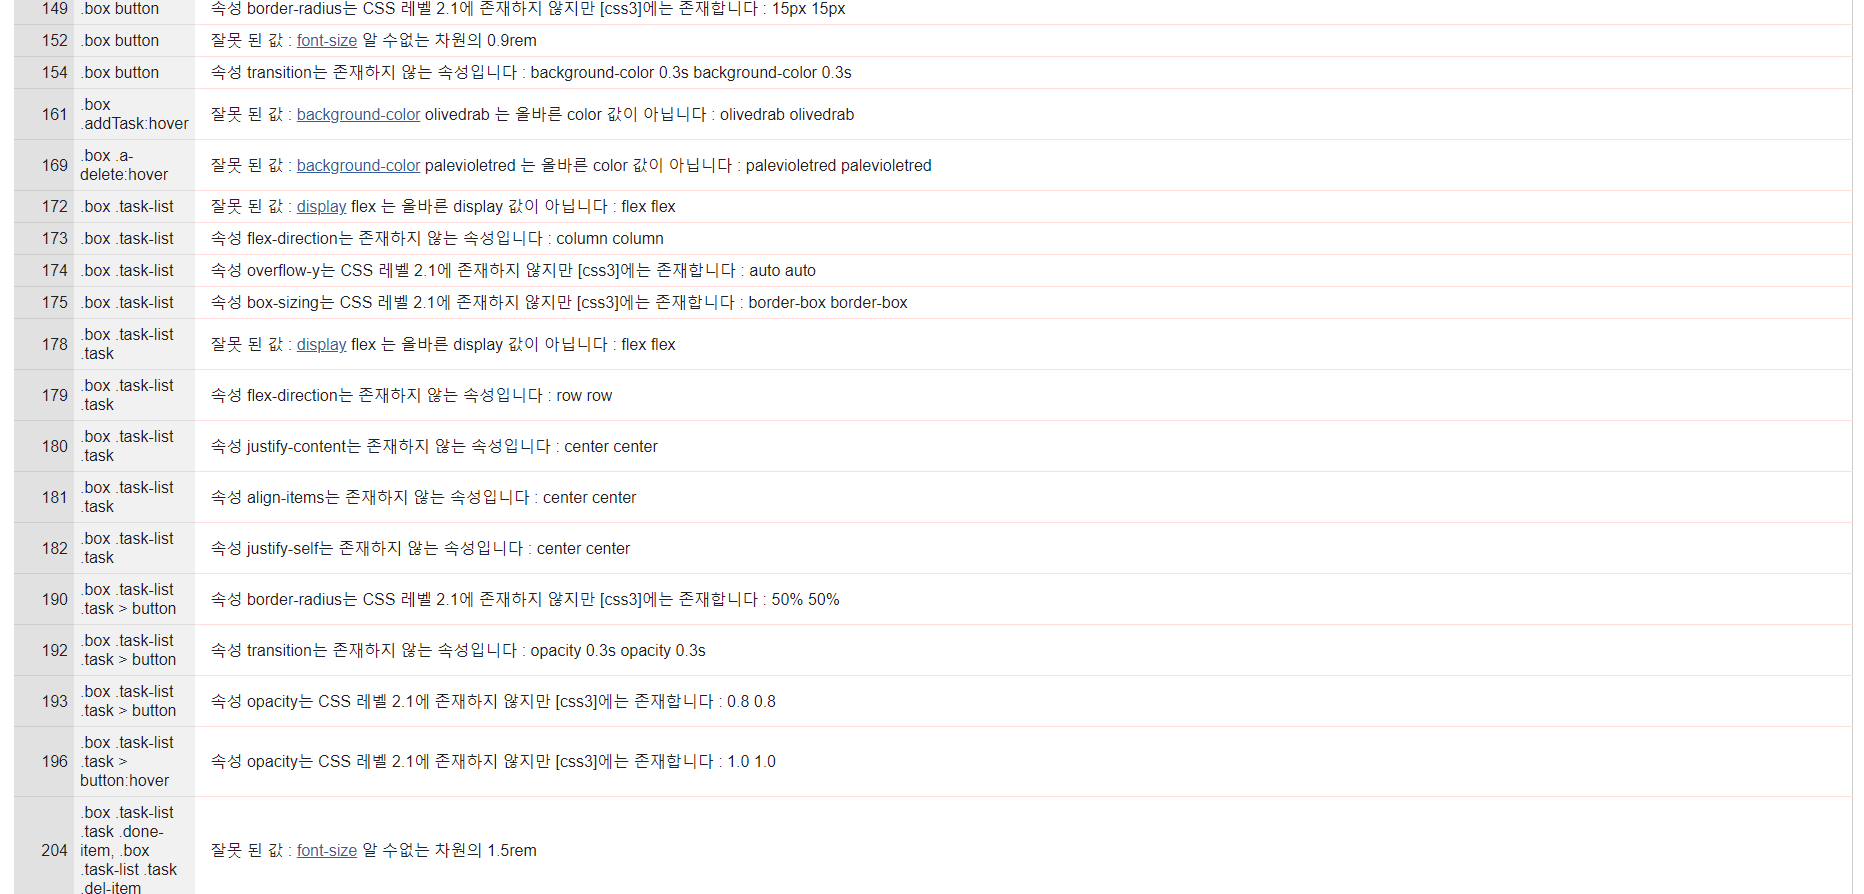 149 .box button 속성 border-radius는 CSS 레벨 2.1에 존재하지 않지만 [css3]에는 존재합니다 : 15px 15px
152 .box button 잘못 된 값 : font-size 알 수없는 차원의 0.9rem
154 .box button 속성 transition는 존재하지 않는 속성입니다 : background-color 0.3s background-color 0.3s
161 .box .addTask:hover 잘못 된 값 : background-color olivedrab 는 올바른 color 값이 아닙니다 : olivedrab olivedrab
169 .box .a-delete:hover 잘못 된 값 : background-color palevioletred 는 올바른 color 값이 아닙니다 : palevioletred palevioletred
172 .box .task-list 잘못 된 값 : display flex 는 올바른 display 값이 아닙니다 : flex flex
173 .box .task-list 속성 flex-direction는 존재하지 않는 속성입니다 : column column
174 .box .task-list 속성 overflow-y는 CSS 레벨 2.1에 존재하지 않지만 [css3]에는 존재합니다 : auto auto
175 .box .task-list 속성 box-sizing는 CSS 레벨 2.1에 존재하지 않지만 [css3]에는 존재합니다 : border-box border-box
178 .box .task-list .task 잘못 된 값 : display flex 는 올바른 display 값이 아닙니다 : flex flex
179 .box .task-list .task 속성 flex-direction는 존재하지 않는 속성입니다 : row row
180 .box .task-list .task 속성 justify-content는 존재하지 않는 속성입니다 : center center
181 .box .task-list .task 속성 align-items는 존재하지 않는 속성입니다 : center center
182 .box .task-list .task 속성 justify-self는 존재하지 않는 속성입니다 : center center
190 .box .task-list .task > button 속성 border-radius는 CSS 레벨 2.1에 존재하지 않지만 [css3]에는 존재합니다 : 50% 50%
192 .box .task-list .task > button 속성 transition는 존재하지 않는 속성입니다 : opacity 0.3s opacity 0.3s
193 .box .task-list .task > button 속성 opacity는 CSS 레벨 2.1에 존재하지 않지만 [css3]에는 존재합니다 : 0.8 0.8
196 .box .task-list .task > button:hover 속성 opacity는 CSS 레벨 2.1에 존재하지 않지만 [css3]에는 존재합니다 : 1.0 1.0
204 .box .task-list .task .done-item, .box .task-list .task .del-item 잘못 된 값 : font-size 알 수없는 차원의 1.5rem